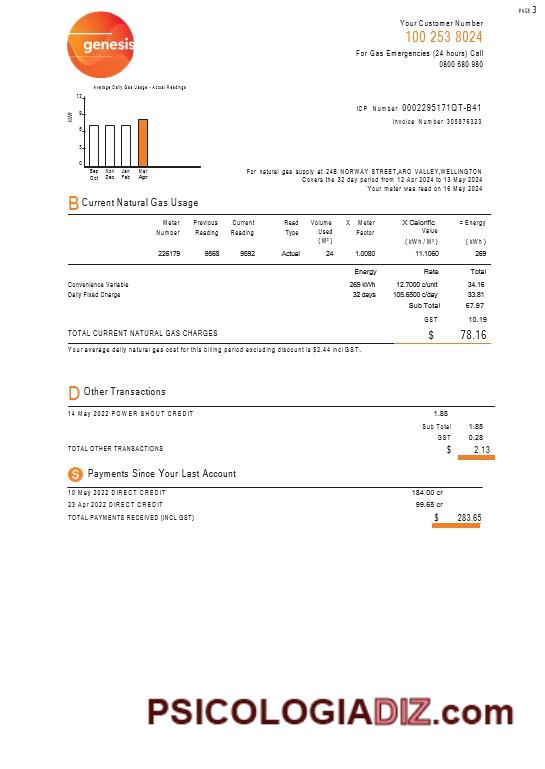 PAGE 3
genesis
Your Customer Number
100 253 8024
For Gas Emergencies (24 hours) Call
0800 680 980
Average Daily Gas Usage - Actual Readings
kWh
12
9
6
3
0
Sep Nov Jan Mar
Oct Dec Feb Apr
ICP Number 0002295171QT-B41
Invoice Number 305876323
For natural gas supply at 24B NORWAY STREET,ARO VALLEY,WELLINGTON
Covers the 32 day period from 12 Apr 2024 to 13 May 2024
Your meter was read on 16 May 2024
B Current Natural Gas Usage
Meter Previous Current Read Volume X Meter X Calorific = Energy
Number Reading Reading Type Used Factor Value
(M³) (kWh/M³) (kWh)
226179 9568 9592 Actual 24 1.0080 11.1060 269
Energy Rate Total
Convenience Variable 269 kWh 12.7000 c/unit 34.16
Daily Fixed Charge 32 days 105.6500 c/day 33.81
Sub Total 67.97
GST 10.19
TOTAL CURRENT NATURAL GAS CHARGES $ 78.16
Your average daily natural gas cost for this billing period excluding discount is $2.44 incl GST.
D Other Transactions
14 May 2022 POWER SHOUT CREDIT 1.85
Sub Total 1.85
GST 0.28
TOTAL OTHER TRANSACTIONS $ 2.13
$ Payments Since Your Last Account
10 May 2022 DIRECT CREDIT 184.00 cr
23 Apr 2022 DIRECT CREDIT 99.65 cr
TOTAL PAYMENTS RECEIVED (INCL GST) $ 283.65
PSICOLOGIADIZ.com